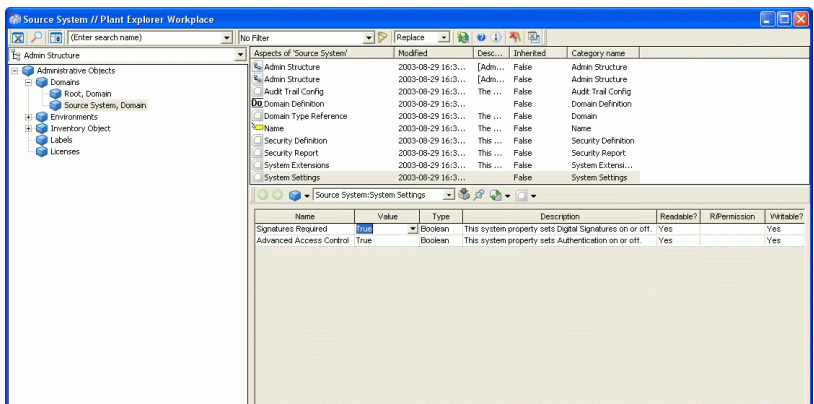 Source System // Plant Explorer Workplace
(Enter search name) No Filter Replace
Admin Structure
Administrative Objects
Domains
Root, Domain
Source System, Domain
Environments
Inventory Object
Labels
Licenses
Aspects of 'Source System' Modified Desc... Inherited Category name
Admin Structure 2003-08-29 16:3... [Adm... False Admin Structure
Admin Structure 2003-08-29 16:3... [Adm... False Admin Structure
Audit Trail Config 2003-08-29 16:3... The ... False Audit Trail Config
Do Domain Definition 2003-08-29 16:3... False Domain Definition
Domain Type Reference 2003-08-29 16:3... The ... False Domain
Name 2003-08-29 16:3... The ... False Name
Security Definition 2003-08-29 16:3... This ... False Security Definition
Security Report 2003-08-29 16:3... This ... False Security Report
System Extensions 2003-08-29 16:3... This ... False System Extensi...
System Settings 2003-08-29 16:3... False System Settings
Source System:System Settings
Name Value Type Description Readable? R/Permission Writable?
Signatures Required True Boolean This system property sets Digital Signatures on or off. Yes Yes
Advanced Access Control True Boolean This system property sets Authentication on or off. Yes Yes